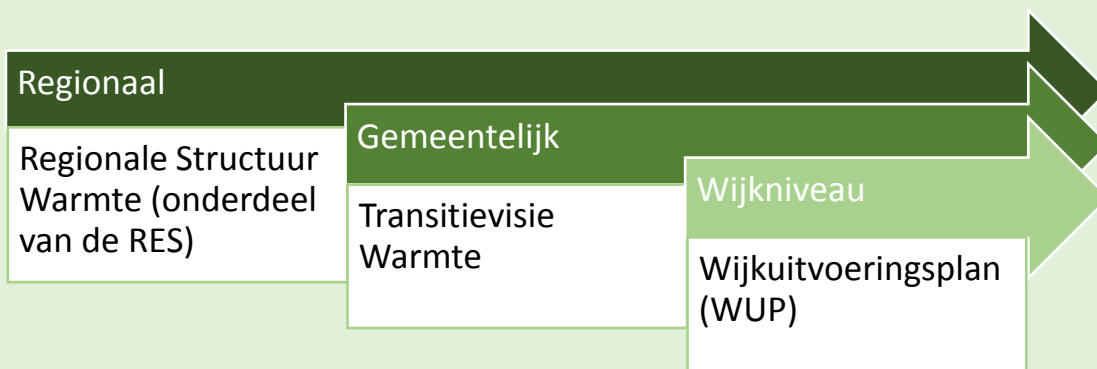 Regionaal
Regionale Structuur
Warmte (onderdeel
van de RES)
Gemeentelijk
Transitievisie
Warmte
Wijkniveau
Wijkuitvoeringsplan
(WUP)